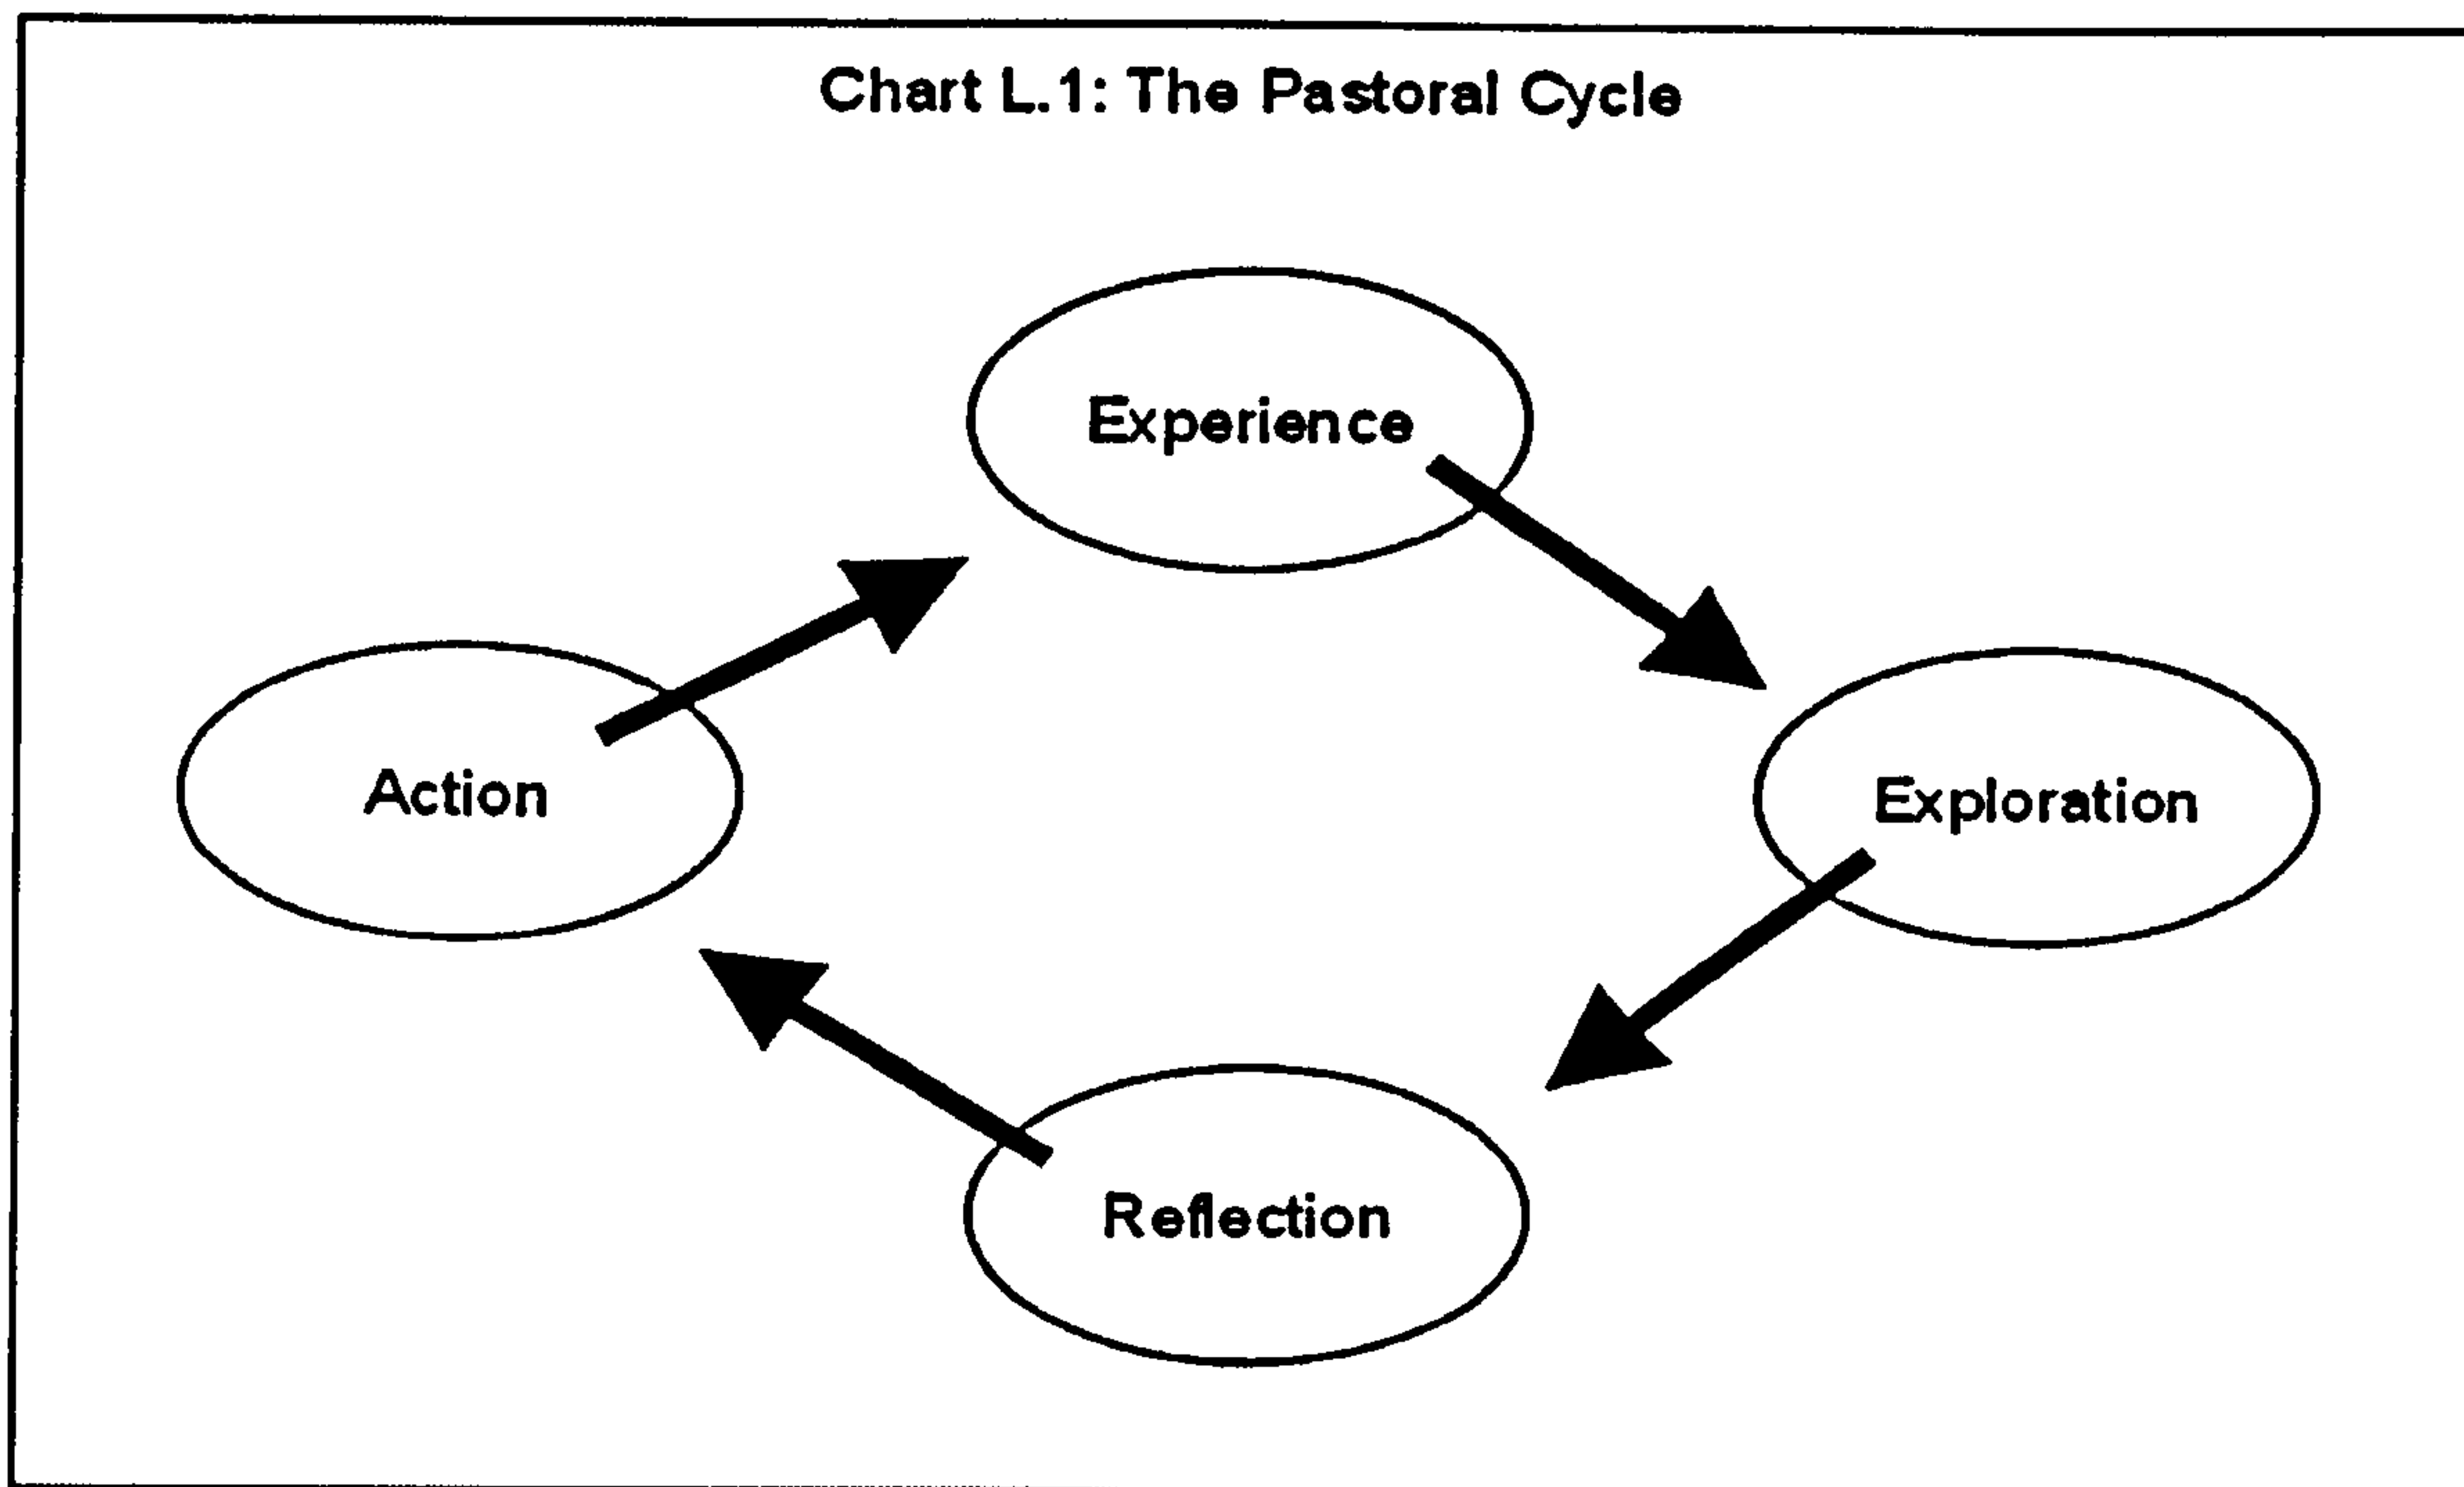 Chart L.1: The Pastoral Cycle
Experience
Action
Exploration
Reflection